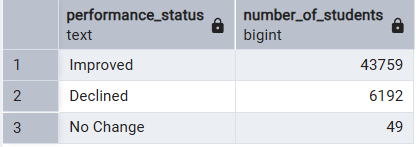 performance_status number_of_students
text bigint
1 Improved 43759
2 Declined 6192
3 No Change 49